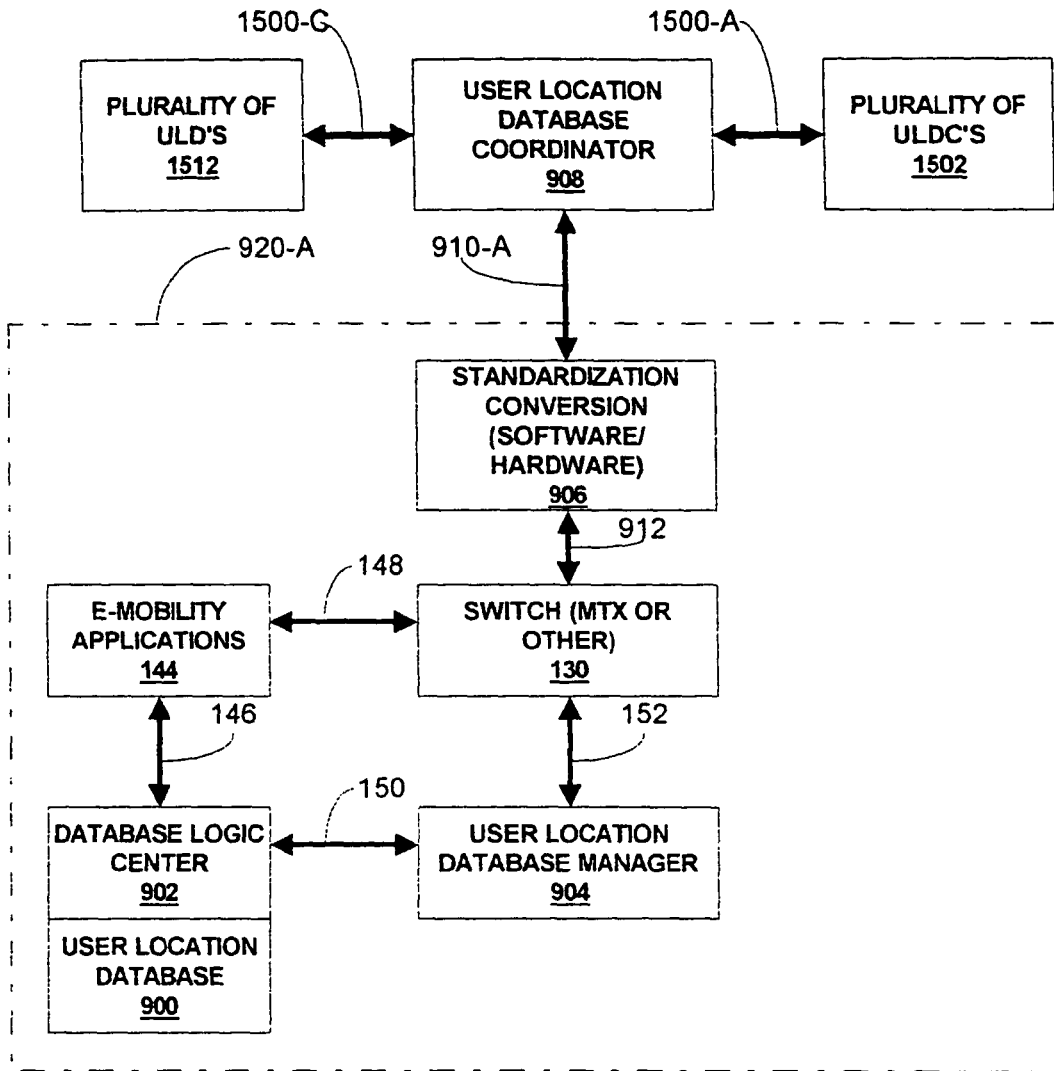 1500-G
1500-A
PLURALITY OF
ULD'S
1512
USER LOCATION
DATABASE
COORDINATOR
908
PLURALITY OF
ULDC'S
1502
920-A
910-A
STANDARDIZATION
CONVERSION
(SOFTWARE/
HARDWARE)
906
912
148
E-MOBILITY
APPLICATIONS
144
SWITCH (MTX OR
OTHER)
130
146
152
150
DATABASE LOGIC
CENTER
902
USER LOCATION
DATABASE MANAGER
904
USER LOCATION
DATABASE
900